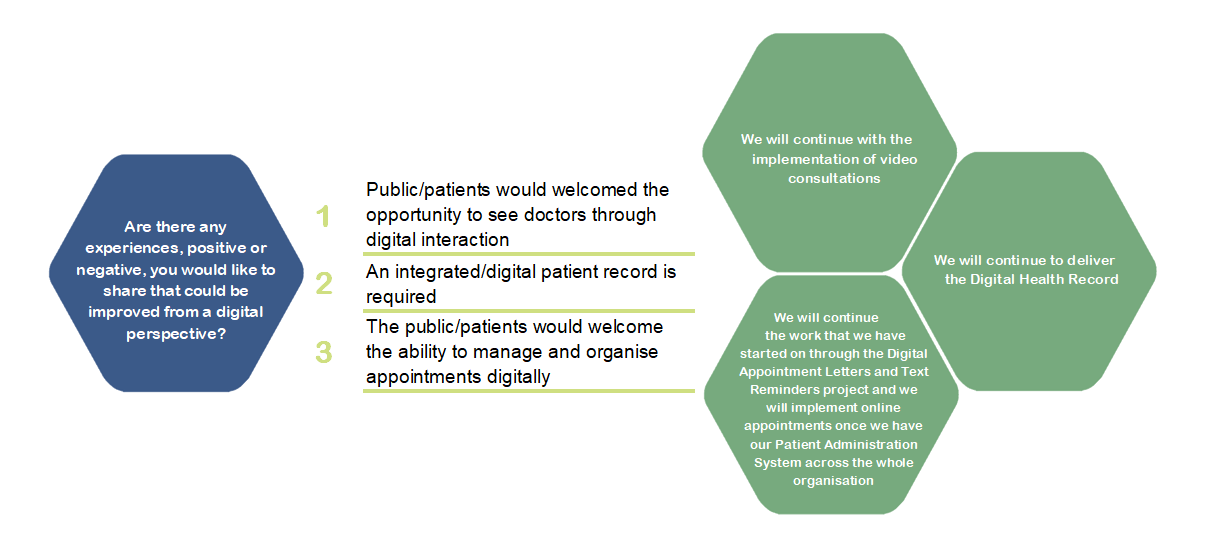 Are there any
experiences, positive or
negative, you would like to
share that could be
improved from a digital
perspective?
1
Public/patients would welcomed the
opportunity to see doctors through
digital interaction
2
An integrated/digital patient record is
required
3
The public/patients would welcome
the ability to manage and organise
appointments digitally
We will continue with the
implementation of video
consultations
We will continue to deliver
the Digital Health Record
We will continue
the work that we have
started on through the Digital
Appointment Letters and Text
Reminders project and we
will implement online
appointments once we have
our Patient Administration
System across the whole
organisation